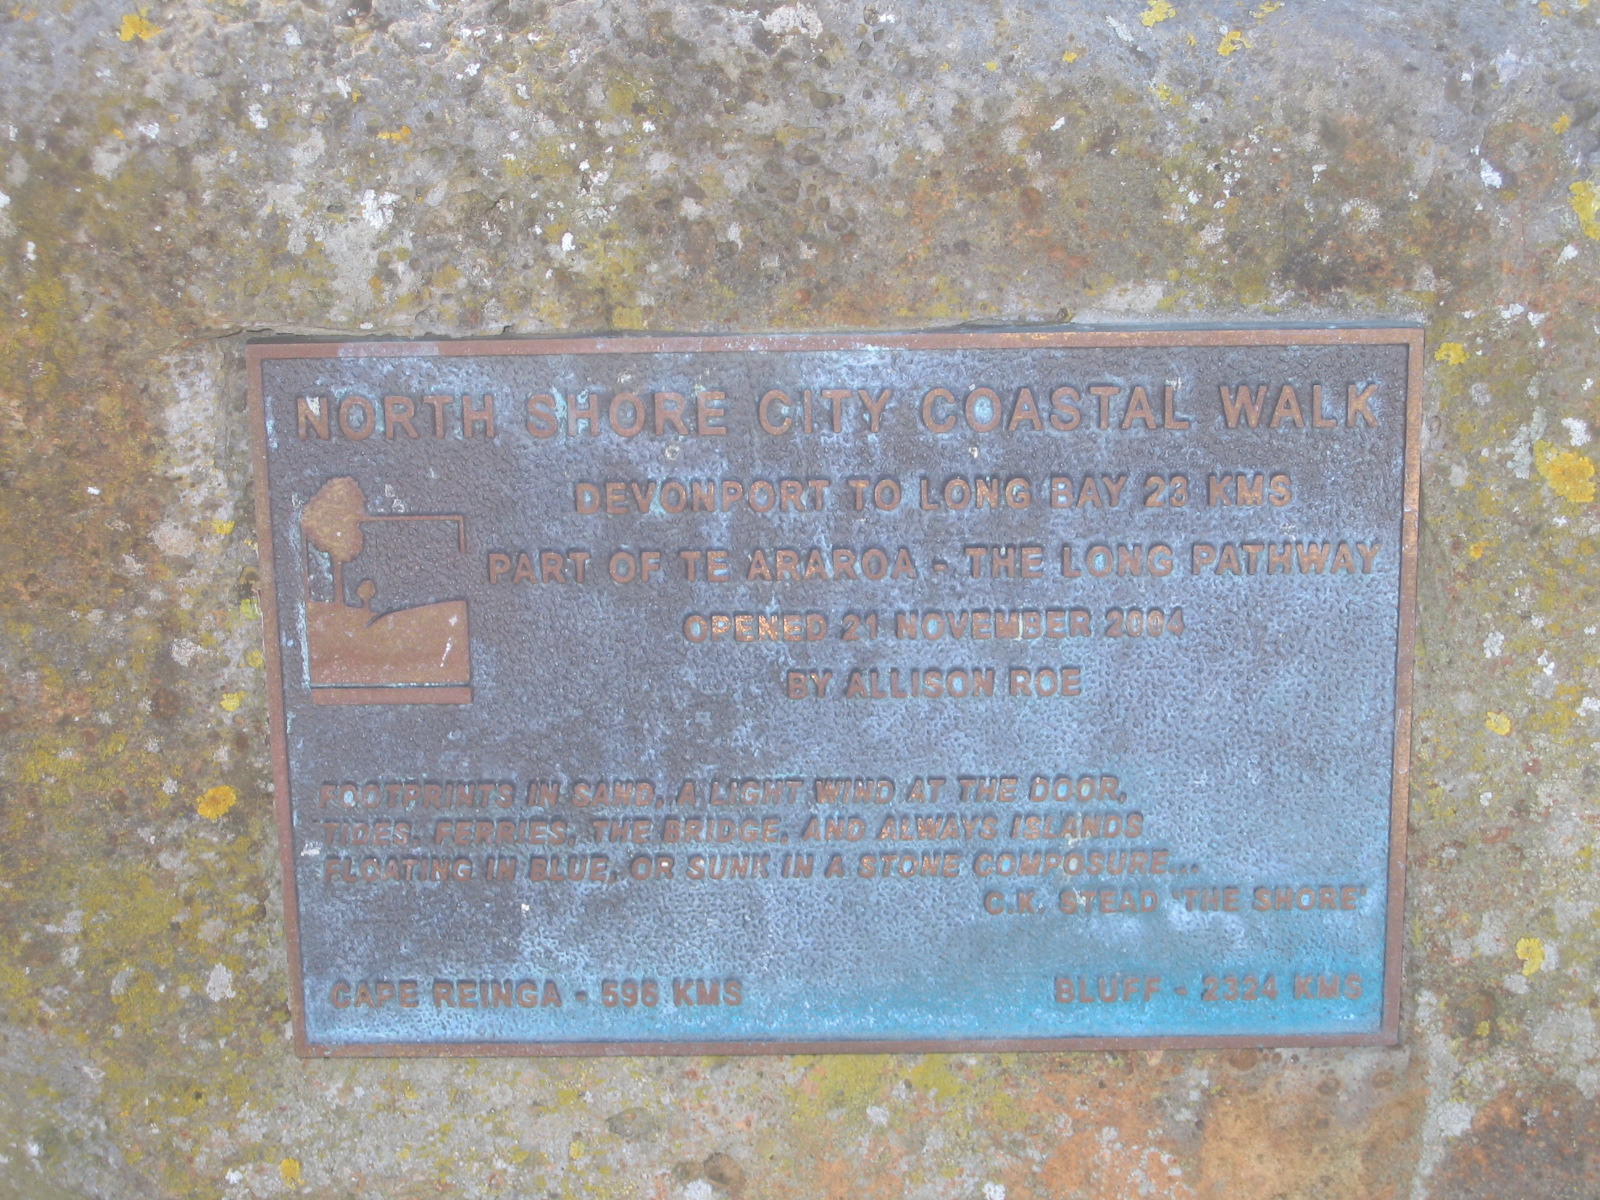 NORTH SHORE CITY COASTAL WALK
DEVONPORT TO LONG BAY 23 KMS
PART OF TE ARAROA - THE LONG PATHWAY
OPENED 21 NOVEMBER 2004
BY ALLISON ROE
FOOTPRINTS IN SAND, A LIGHT WIND AT THE DOOR,
TIDES, FERRIES, THE BRIDGE, AND ALWAYS ISLANDS
FLOATING IN BLUE, OR SUNK IN A STONE COMPOSURE...
C.K. STEAD 'THE SHORE'
CAPE REINGA - 596 KMS
BLUFF - 2324 KMS